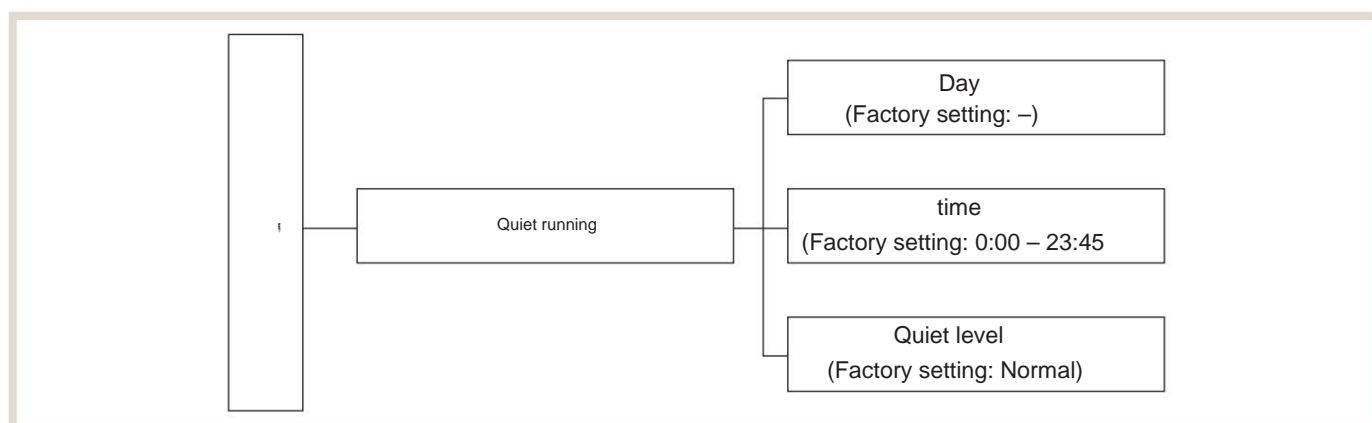 Day
(Factory setting: –)
Quiet running
time
(Factory setting: 0:00 – 23:45
Quiet level
(Factory setting: Normal)